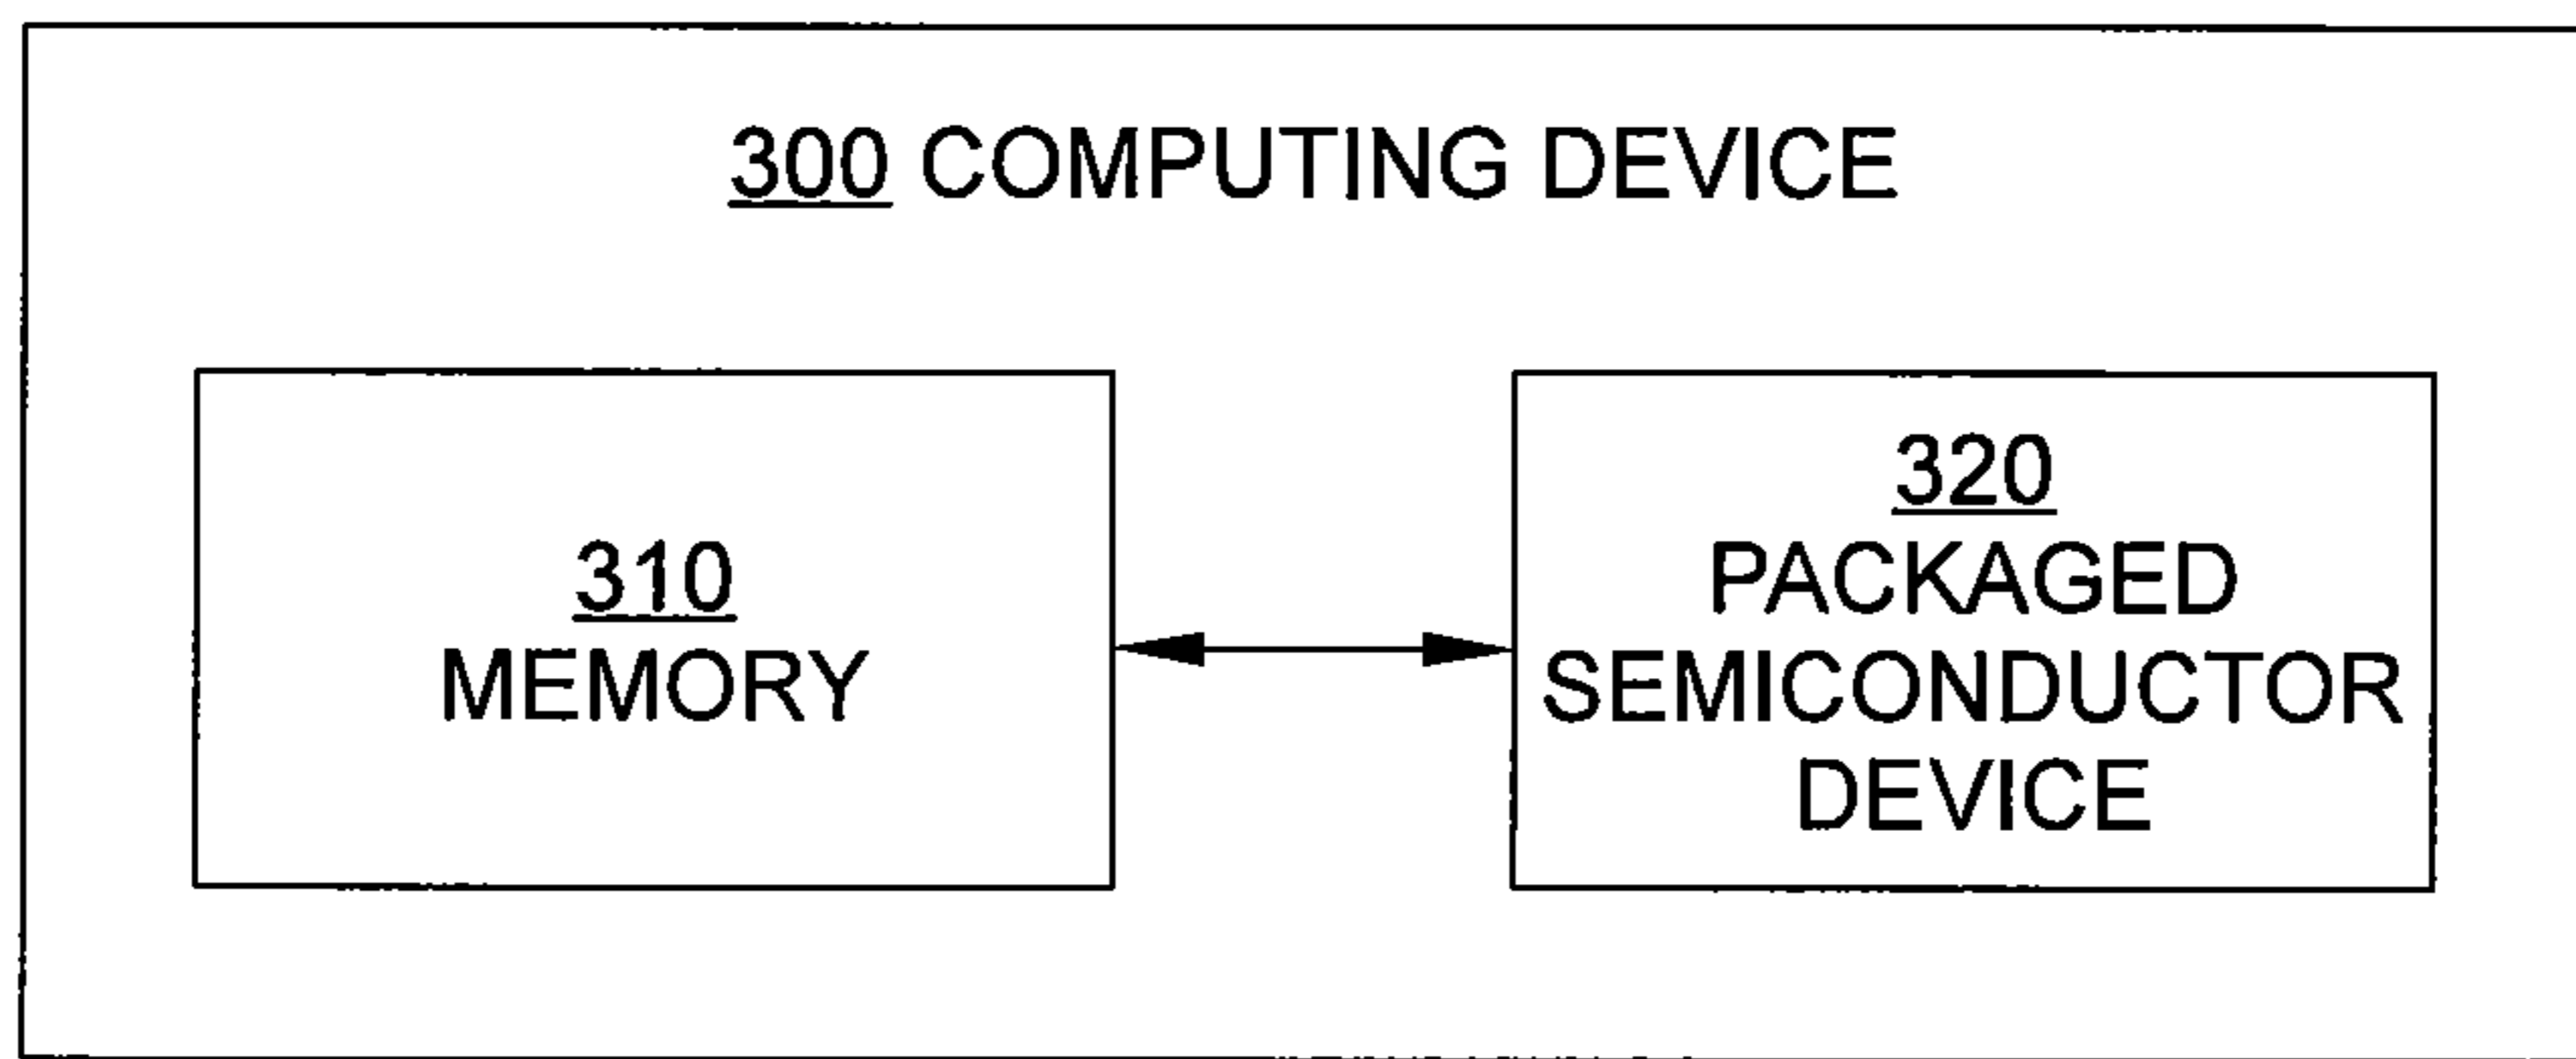 300 COMPUTING DEVICE
310
MEMORY
320
PACKAGED
SEMICONDUCTOR
DEVICE